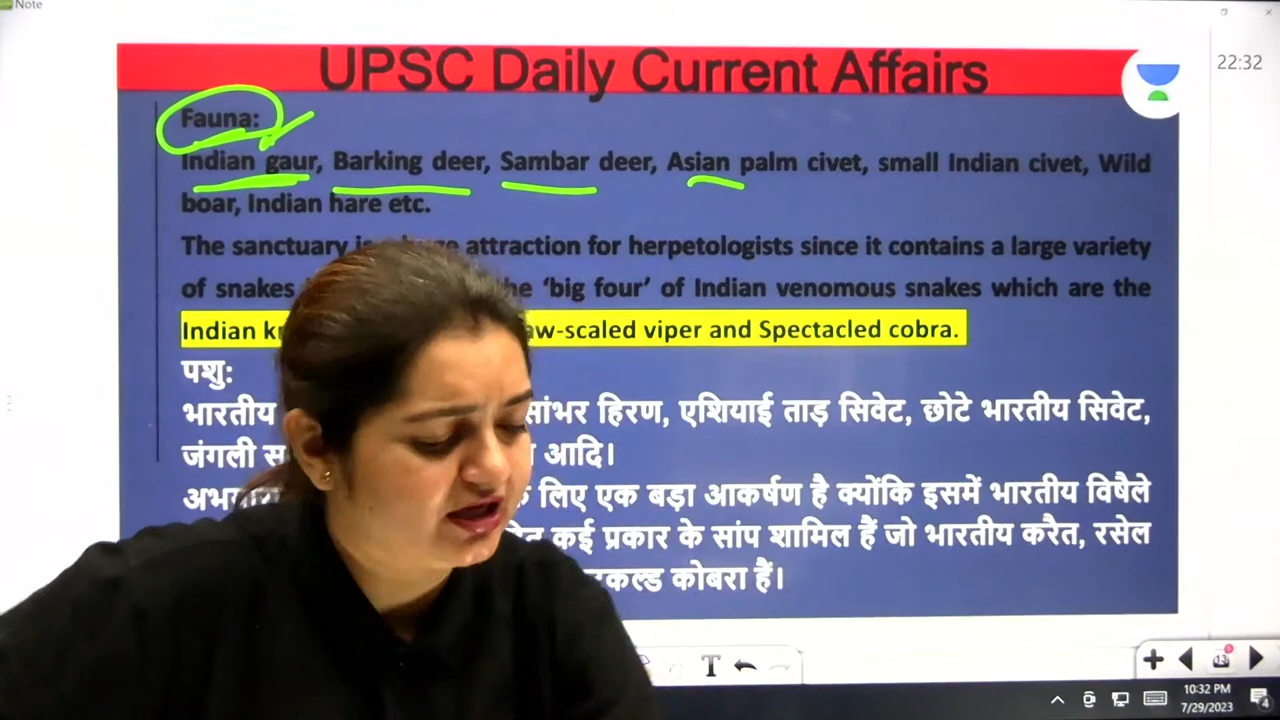 Note
UPSC Daily Current Affairs
22:32
Fauna:
Indian gaur, Barking deer, Sambar deer, Asian palm civet, small Indian civet, Wild
boar, Indian hare etc.
The sanctuary attraction for herpetologists since it contains a large variety
of snakes 'big four' of Indian venomous snakes which are the
Indian viper and Spectacled cobra.
पशु:
भारतीय सांभर हिरण, एशियाई ताड़ सिवेट, छोटे भारतीय सिवेट,
जंगली आदि।
लिए एक बड़ा आकर्षण है क्योंकि इसमें भारतीय विषैले
कई प्रकार के सांप शामिल हैं जो भारतीय करैत, रसेल
कोबरा हैं।
T
13
10:32 PM
7/29/2023
4